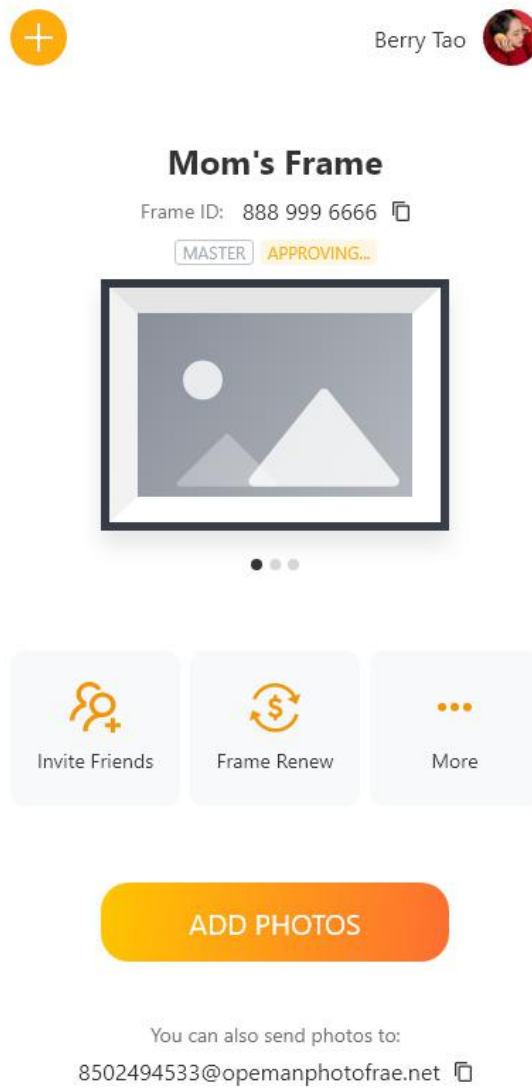 Berry Tao
Mom's Frame
Frame ID: 888 999 6666
MASTER APPROVING...
Invite Friends Frame Renew More
ADD PHOTOS
You can also send photos to:
8502494533@opemanphotofrae.net